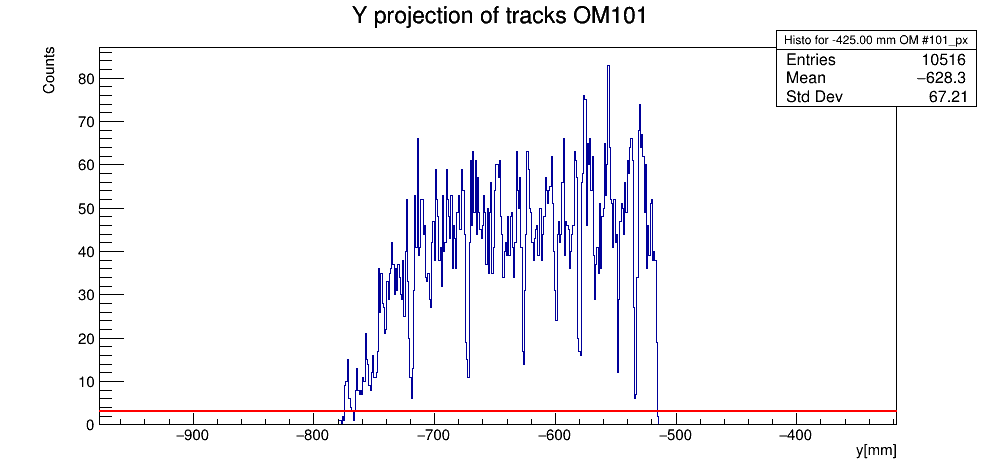 Y projection of tracks OM101
Histo for -425.00 mm OM #101_px
Entries 10516
Mean −628.3
Std Dev 67.21
Counts
80
70
60
50
40
30
20
10
0
−900 −800 −700 −600 −500 −400
y[mm]